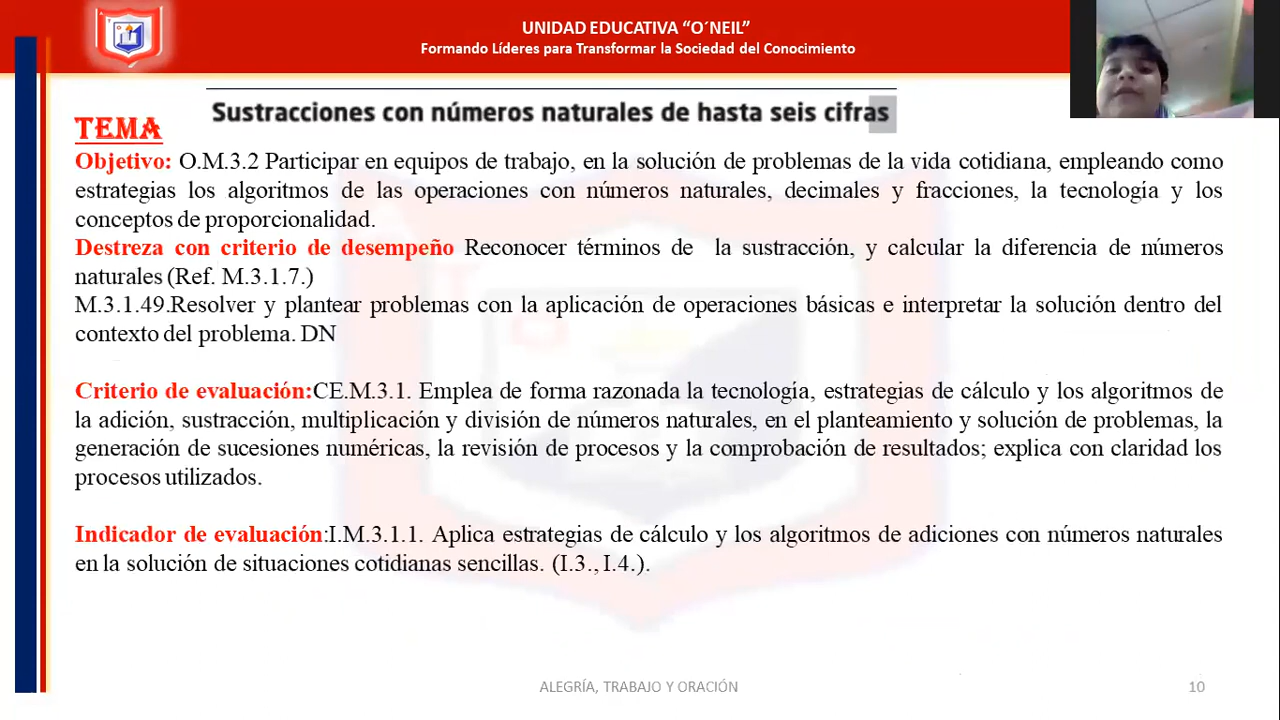 UNIDAD EDUCATIVA “O´NEIL”
Formando Líderes para Transformar la Sociedad del Conocimiento
Sustracciones con números naturales de hasta seis cifras
TEMA
Objetivo: O.M.3.2 Participar en equipos de trabajo, en la solución de problemas de la vida cotidiana, empleando como
estrategias los algoritmos de las operaciones con números naturales, decimales y fracciones, la tecnología y los
conceptos de proporcionalidad.
Destreza con criterio de desempeño Reconocer términos de la sustracción, y calcular la diferencia de números
naturales (Ref. M.3.1.7.)
M.3.1.49.Resolver y plantear problemas con la aplicación de operaciones básicas e interpretar la solución dentro del
contexto del problema. DN
Criterio de evaluación:CE.M.3.1. Emplea de forma razonada la tecnología, estrategias de cálculo y los algoritmos de
la adición, sustracción, multiplicación y división de números naturales, en el planteamiento y solución de problemas, la
generación de sucesiones numéricas, la revisión de procesos y la comprobación de resultados; explica con claridad los
procesos utilizados.
Indicador de evaluación:I.M.3.1.1. Aplica estrategias de cálculo y los algoritmos de adiciones con números naturales
en la solución de situaciones cotidianas sencillas. (I.3., I.4.).
ALEGRÍA, TRABAJO Y ORACIÓN
10